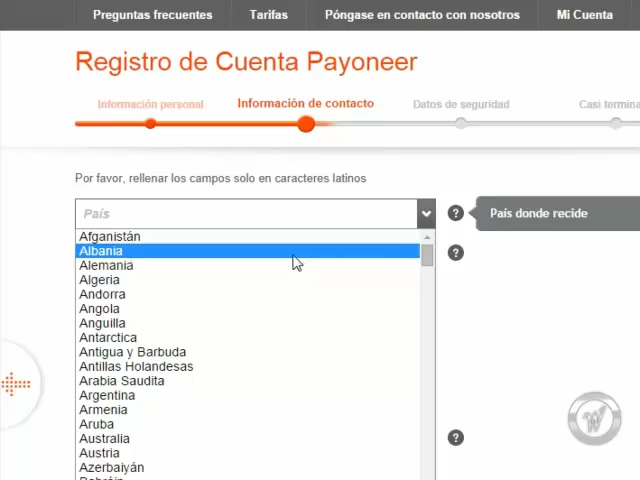 Preguntas frecuentes Tarifas Póngase en contacto con nosotros Mi Cuenta
Registro de Cuenta Payoneer
Información personal Información de contacto Datos de seguridad Casi termina
Por favor, rellenar los campos solo en caracteres latinos
País
? País donde recide
Afganistán
Albania
?
Alemania
Algeria
Andorra
Angola
Anguilla
Antarctica
Antigua y Barbuda
Antillas Holandesas
Arabia Saudita
Argentina
Armenia
Aruba
Australia
?
Austria
Azerbaiyán
W